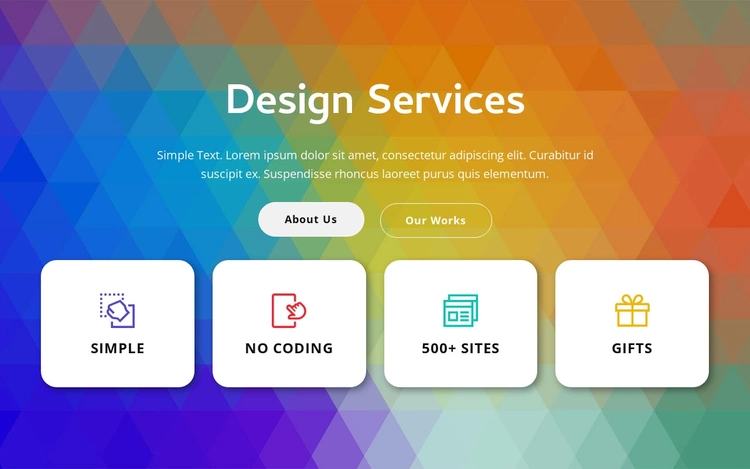 Design Services
Simple Text. Lorem ipsum dolor sit amet, consectetur adipiscing elit. Curabitur id
suscipit ex. Suspendisse rhoncus laoreet purus quis elementum.
About Us
Our Works
SIMPLE
NO CODING
500+ SITES
GIFTS